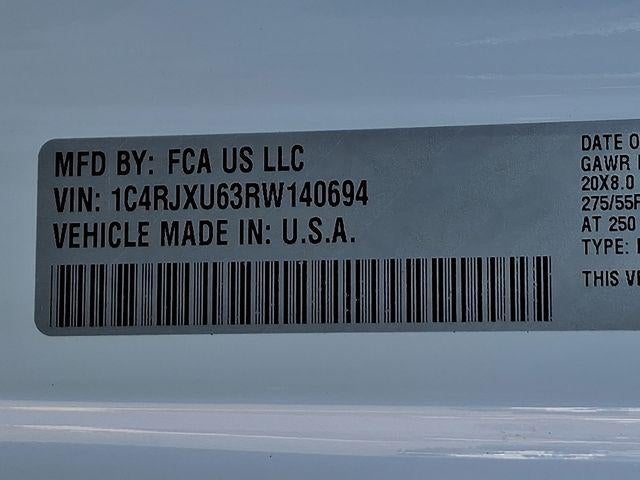 MFD BY: FCA US LLC
VIN: 1C4RJXU63RW140694
VEHICLE MADE IN: U.S.A.
DATE O
GAWR
20X8.0
275/55
AT 250
TYPE:
THIS